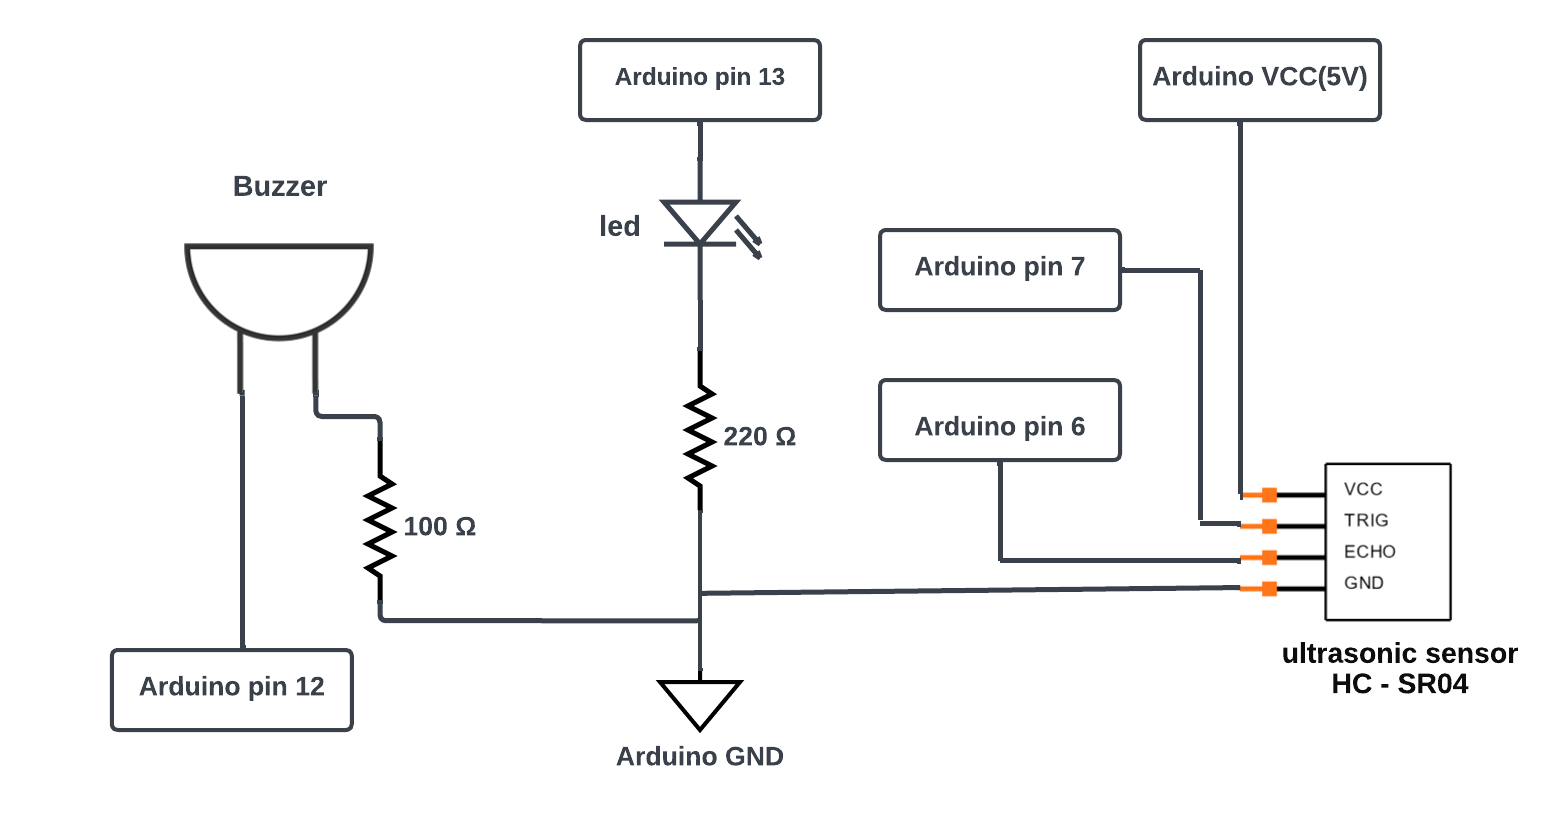 Arduino pin 13
Arduino VCC(5V)
Buzzer
led
Arduino pin 7
Arduino pin 6
220 Ω
100 Ω
VCC
TRIG
ECHO
GND
ultrasonic sensor
HC - SR04
Arduino pin 12
Arduino GND